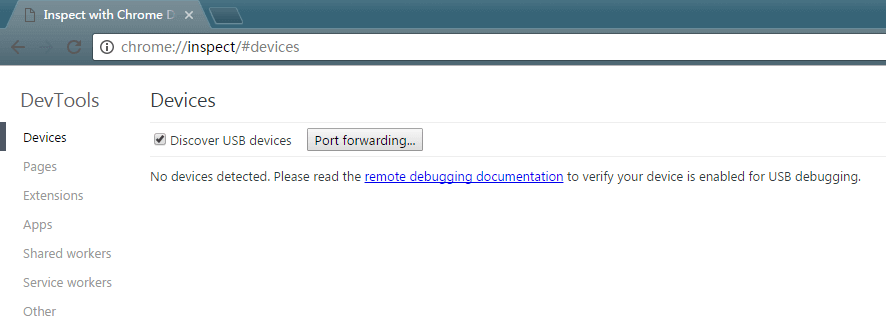 Inspect with Chrome D
chrome://inspect/#devices
DevTools
Devices
Pages
Extensions
Apps
Shared workers
Service workers
Other
Devices
Discover USB devices
Port forwarding...
No devices detected. Please read the remote debugging documentation to verify your device is enabled for USB debugging.